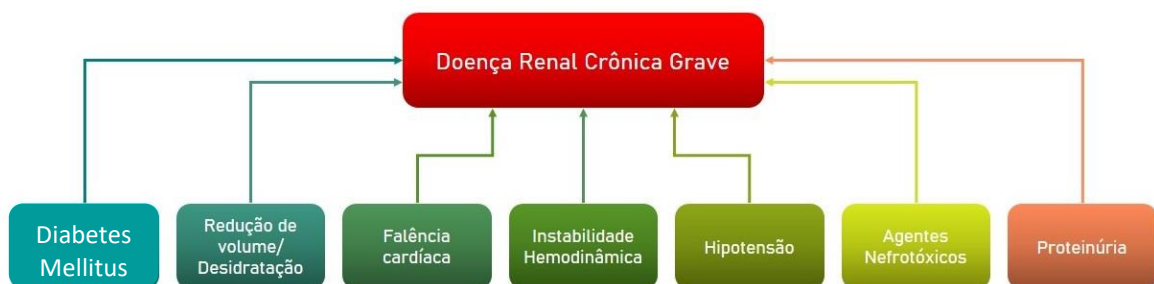 Doença Renal Crônica Grave
Diabetes
Mellitus
Redução de
volume/
Desidratação
Falência
cardíaca
Instabilidade
Hemodinâmica
Hipotensão
Agentes
Nefrotóxicos
Proteinúria